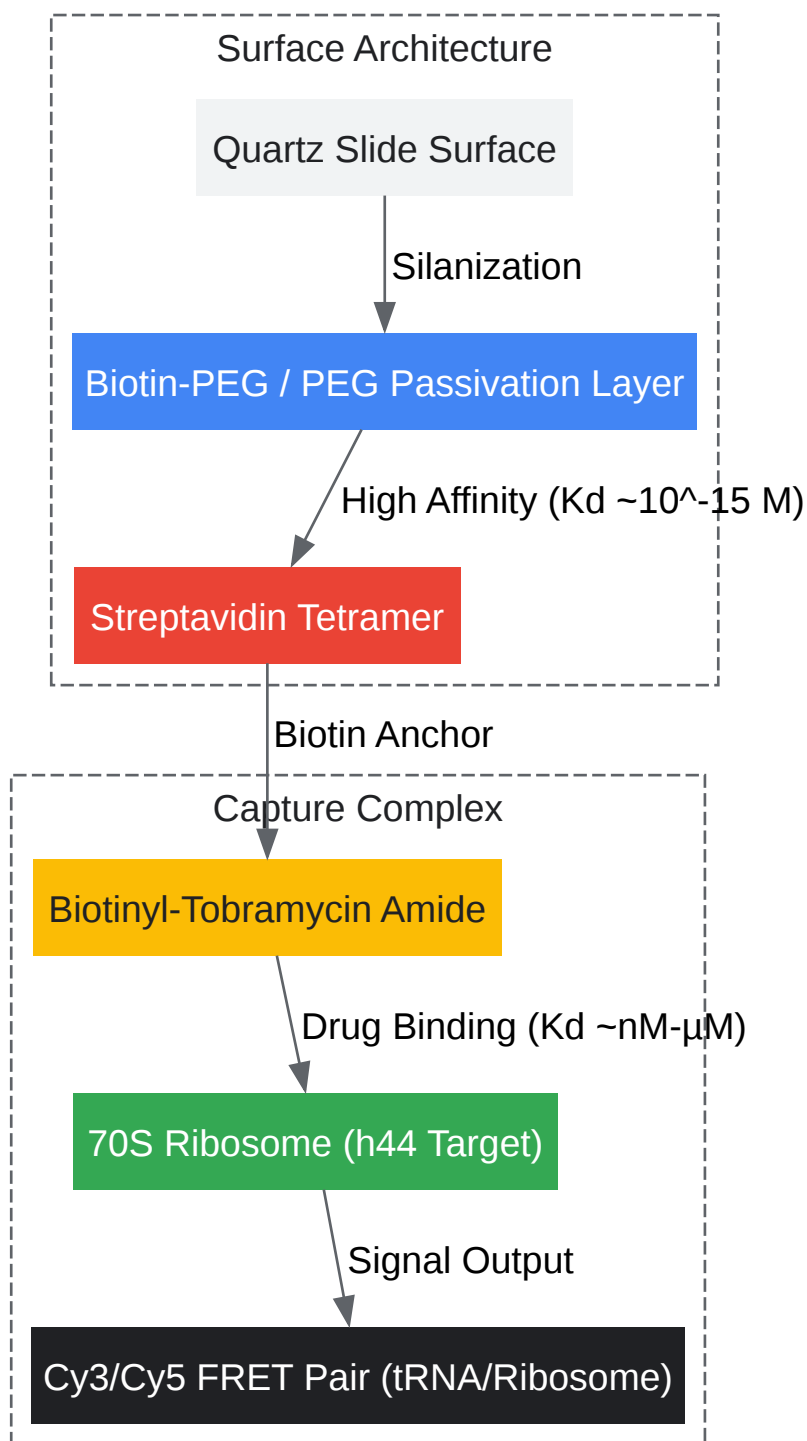 Surface Architecture
Quartz Slide Surface
Silanization
Biotin-PEG / PEG Passivation Layer
High Affinity (Kd ~10^-15 M)
Streptavidin Tetramer
Biotin Anchor
Capture Complex
Biotinyl-Tobramycin Amide
Drug Binding (Kd ~nM-µM)
70S Ribosome (h44 Target)
Signal Output
Cy3/Cy5 FRET Pair (tRNA/Ribosome)